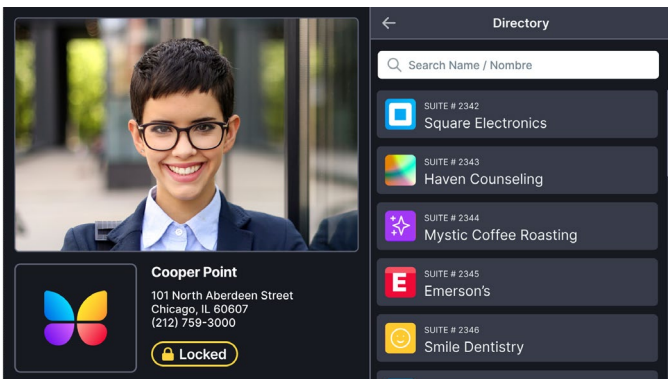 Cooper Point
101 North Aberdeen Street
Chicago, IL 60607
(212) 759-3000
Locked
Directory
Search Name / Nombre
SUITE # 2342
Square Electronics
SUITE # 2343
Haven Counseling
SUITE # 2344
Mystic Coffee Roasting
SUITE # 2345
E
Emerson's
SUITE # 2346
Smile Dentistry